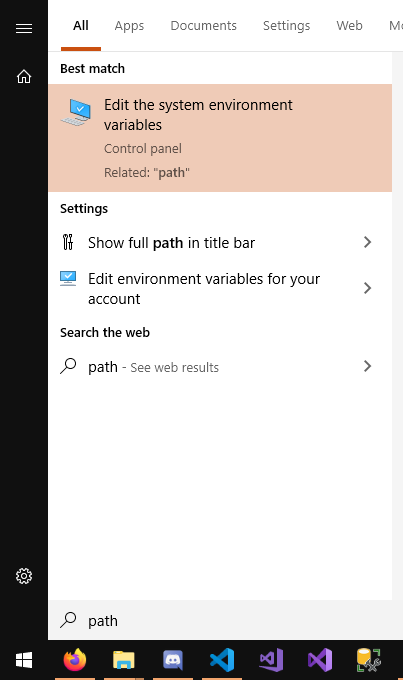 All Apps Documents Settings Web Mo
Best match
Edit the system environment
variables
Control panel
Related: "path"
Settings
Show full path in title bar
Edit environment variables for your
account
Search the web
path - See web results
path